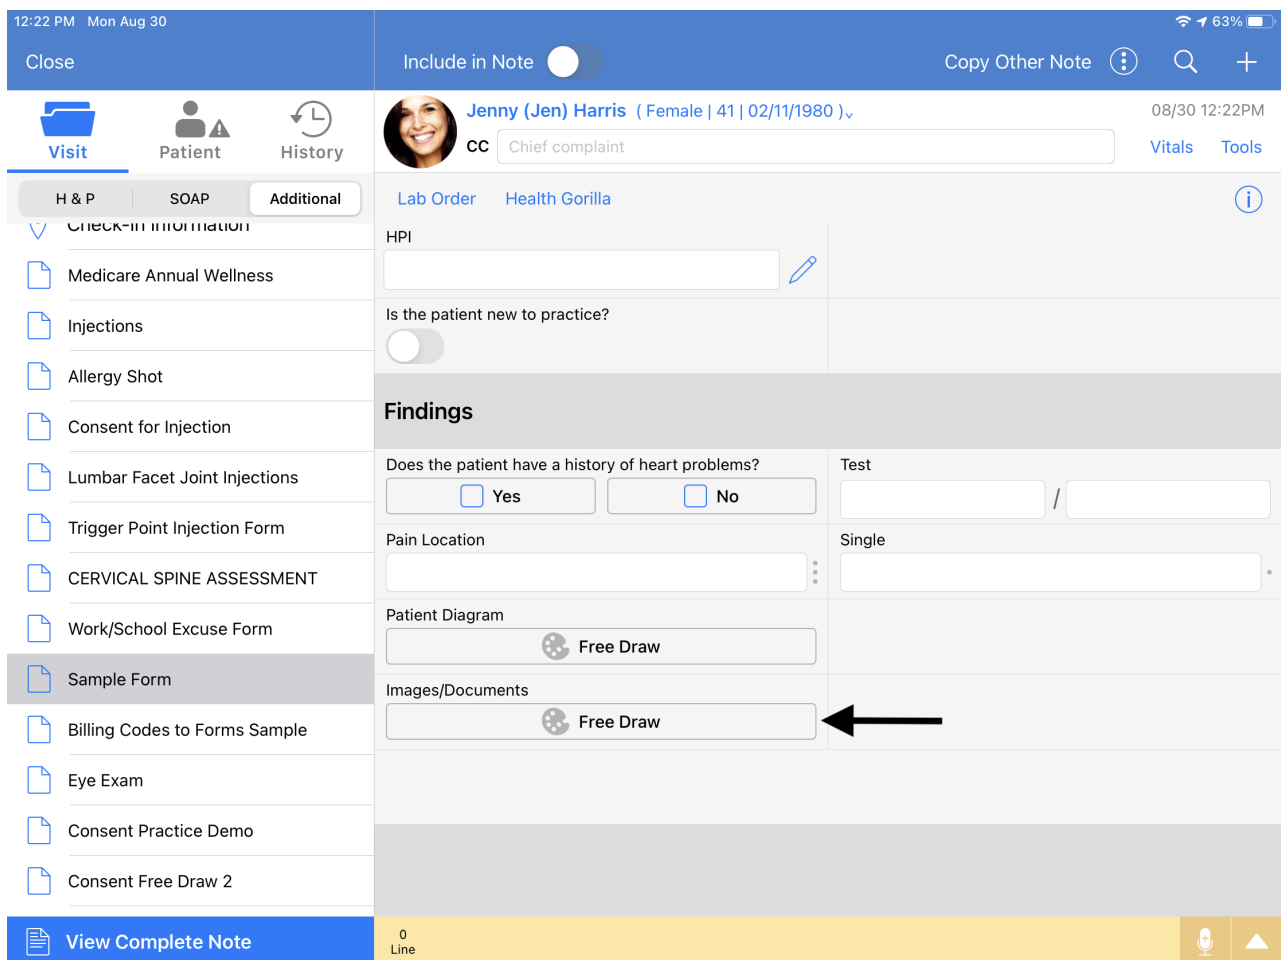 12:22 PM Mon Aug 30
63%
Close
Include in Note
Copy Other Note
Visit
Patient
History
H & P
SOAP
Additional
Check-in Information
Medicare Annual Wellness
Injections
Allergy Shot
Consent for Injection
Lumbar Facet Joint Injections
Trigger Point Injection Form
CERVICAL SPINE ASSESSMENT
Work/School Excuse Form
Sample Form
Billing Codes to Forms Sample
Eye Exam
Consent Practice Demo
Consent Free Draw 2
View Complete Note
Jenny (Jen) Harris ( Female | 41 | 02/11/1980 )
08/30 12:22PM
CC Chief complaint
Vitals Tools
Lab Order Health Gorilla
HPI
Is the patient new to practice?
Findings
Does the patient have a history of heart problems?
Yes No
Test
/
Pain Location
Single
Patient Diagram
Free Draw
Images/Documents
Free Draw
0
Line